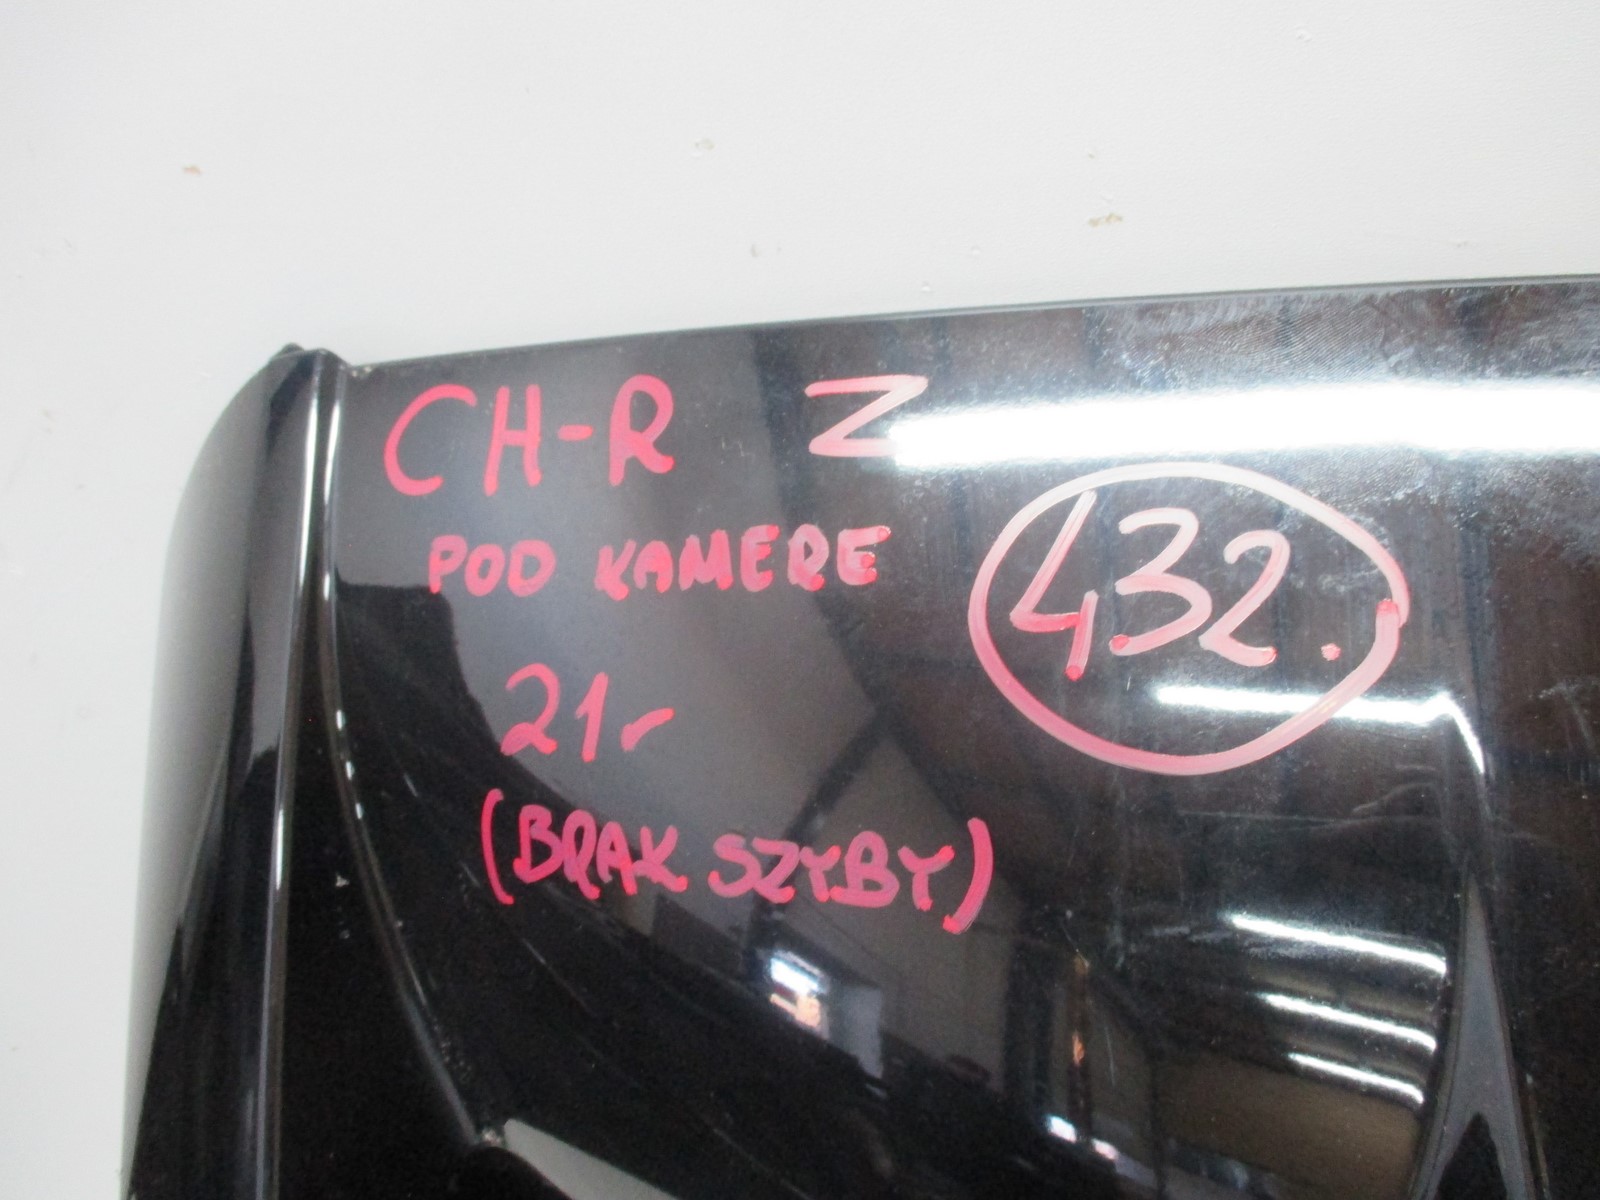 CH-R Z
POD KAMERE
432.
21-
(BRAK SZYBY)